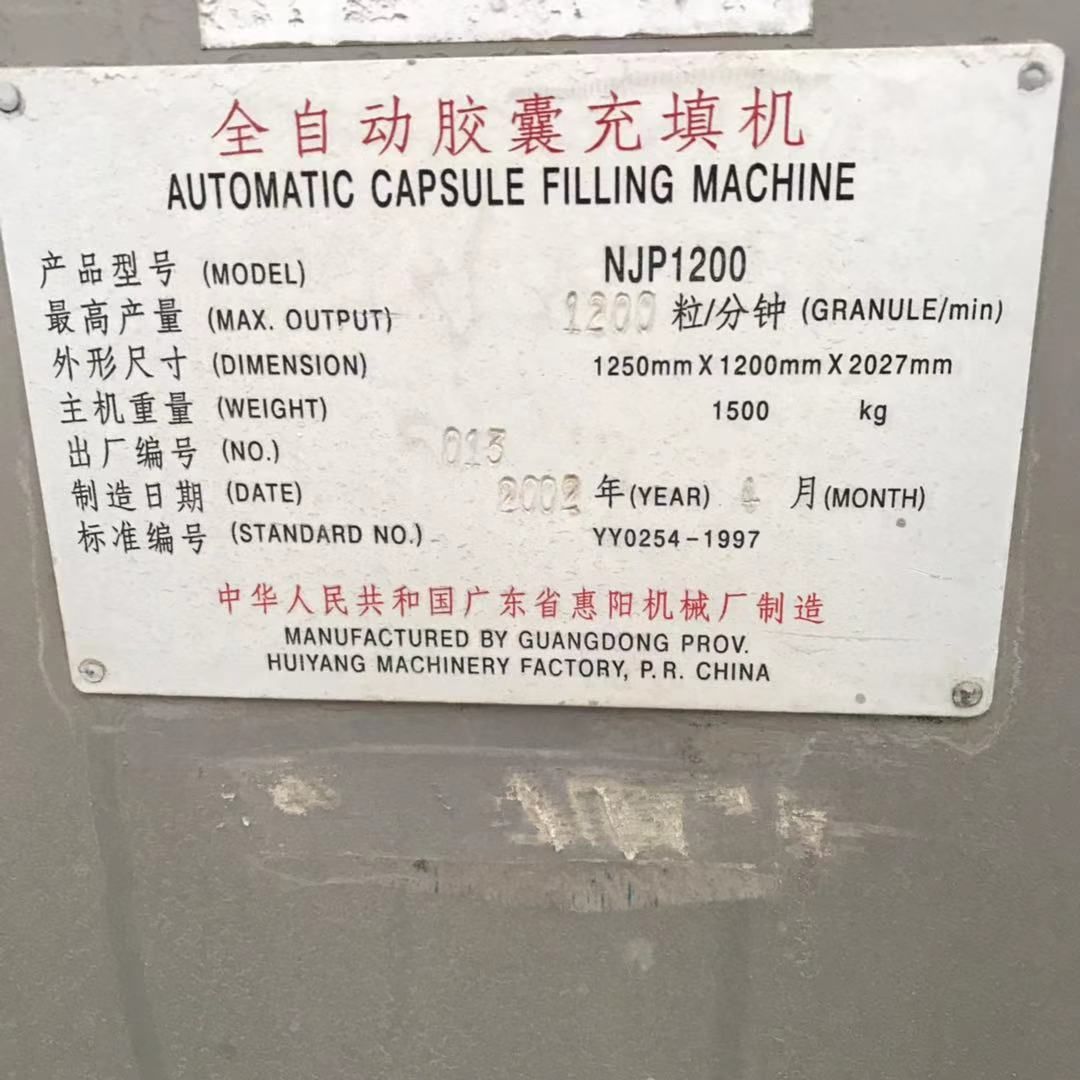 全自动胶囊充填机
AUTOMATIC CAPSULE FILLING MACHINE
产品型号 (MODEL) NJP1200
最高产量 (MAX. OUTPUT) 1200 粒/分钟 (GRANULE/min)
外形尺寸 (DIMENSION) 1250mm X 1200mm X 2027mm
主机重量 (WEIGHT) 1500 kg
出厂编号 (NO.) 013
制造日期 (DATE) 2002 年(YEAR) 4 月(MONTH)
标准编号 (STANDARD NO.) YY0254-1997
中华人民共和国广东省惠阳机械厂制造
MANUFACTURED BY GUANGDONG PROV.
HUIYANG MACHINERY FACTORY, P.R. CHINA